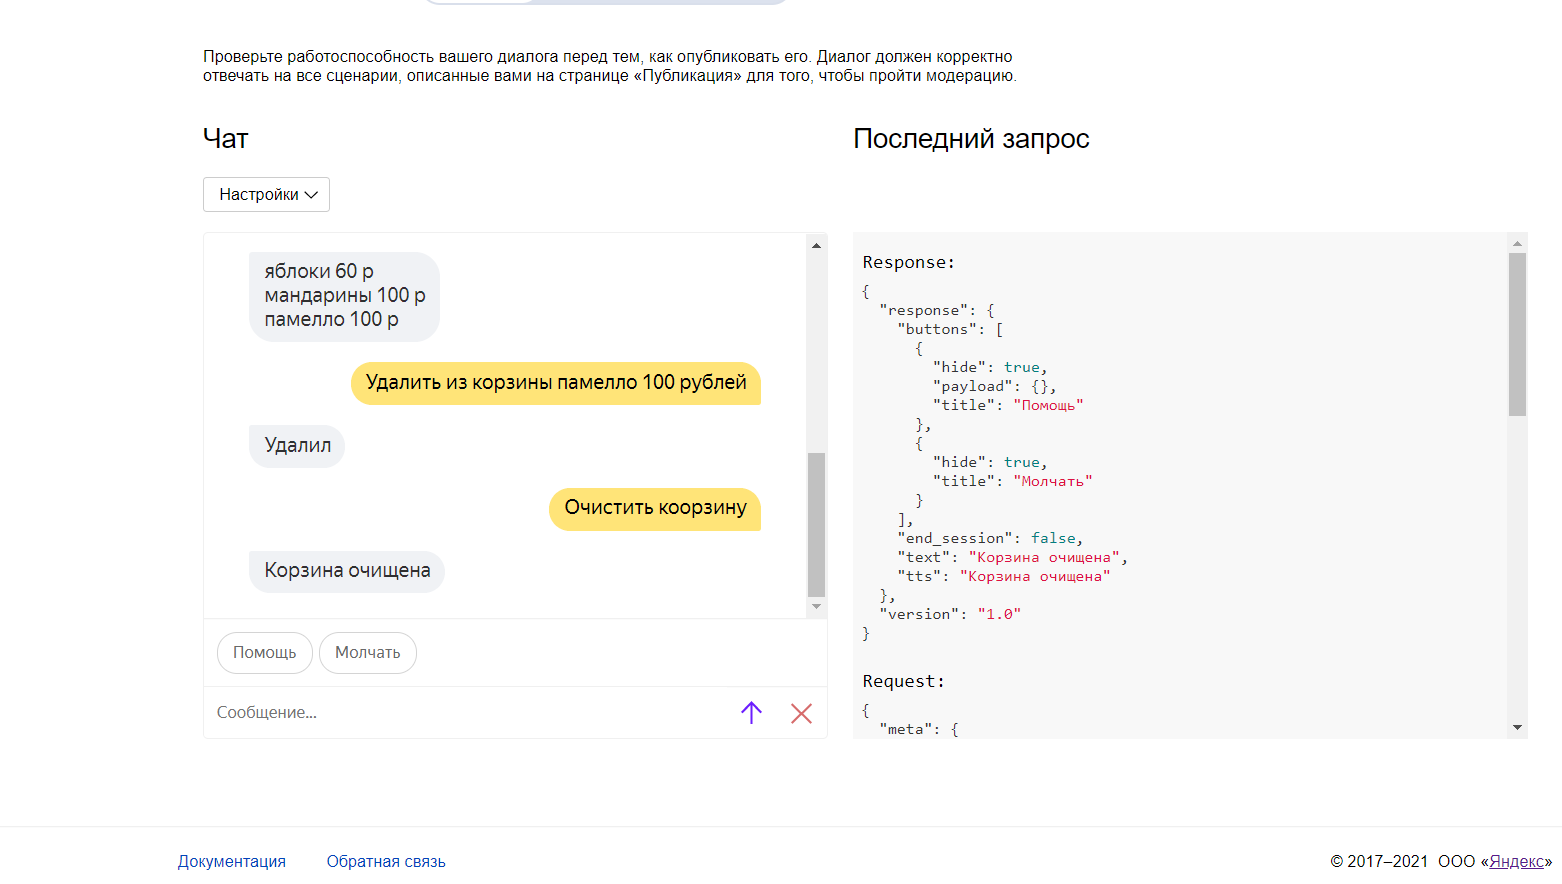 Проверьте работоспособность вашего диалога перед тем, как опубликовать его. Диалог должен корректно
отвечать на все сценарии, описанные вами на странице «Публикация» для того, чтобы пройти модерацию.
Чат
Настройки
яблоки 60 р
мандарины 100 р
памелло 100 р
Удалить из корзины памелло 100 рублей
Удалил
Очистить коорзину
Корзина очищена
Помощь
Молчать
Сообщение...
Последний запрос
Response:
{
"response": {
"buttons": [
{
"hide": true,
"payload": {},
"title": "Помощь"
},
{
"hide": true,
"title": "Молчать"
}
],
"end_session": false,
"text": "Корзина очищена",
"tts": "Корзина очищена"
},
"version": "1.0"
}
Request:
{
"meta": {
Документация
Обратная связь
© 2017–2021 ООО «Яндекс»